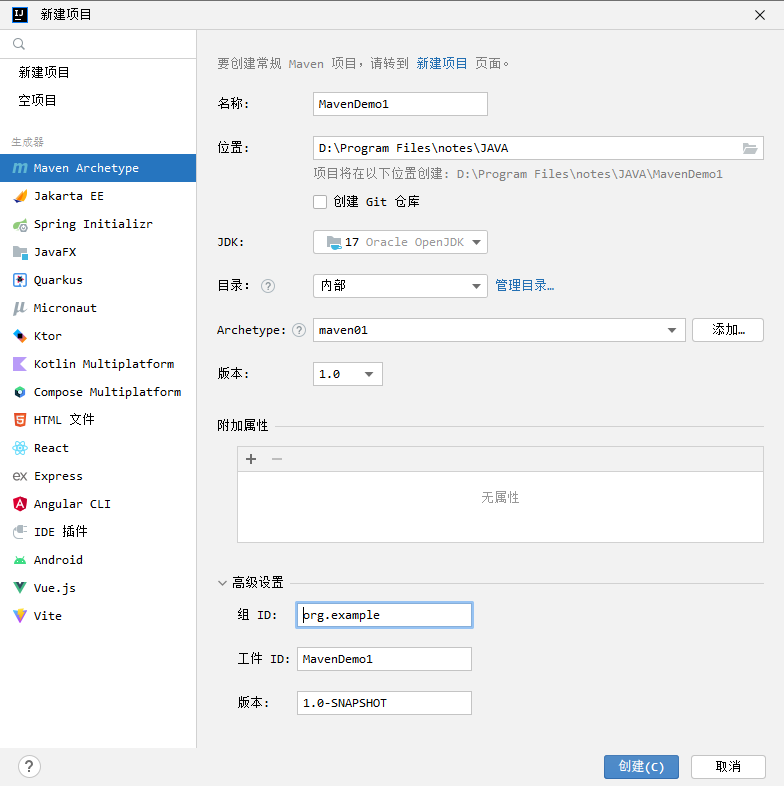 新建项目
新建项目
空项目
生成器
Maven Archetype
Jakarta EE
Spring Initializr
JavaFX
Quarkus
Micronaut
Ktor
Kotlin Multiplatform
Compose Multiplatform
HTML 文件
React
Express
Angular CLI
IDE 插件
Android
Vue.js
Vite
要创建常规 Maven 项目，请转到 新建项目 页面。
名称: MavenDemo1
位置: D:\Program Files\notes\JAVA
项目将在以下位置创建: D:\Program Files\notes\JAVA\MavenDemo1
创建 Git 仓库
JDK: 17 Oracle OpenJDK
目录: ? 内部 管理目录…
Archetype: ? maven01 添加…
版本: 1.0
附加属性
+ −
无属性
高级设置
组 ID: org.example
工件 ID: MavenDemo1
版本: 1.0-SNAPSHOT
? 创建(C) 取消